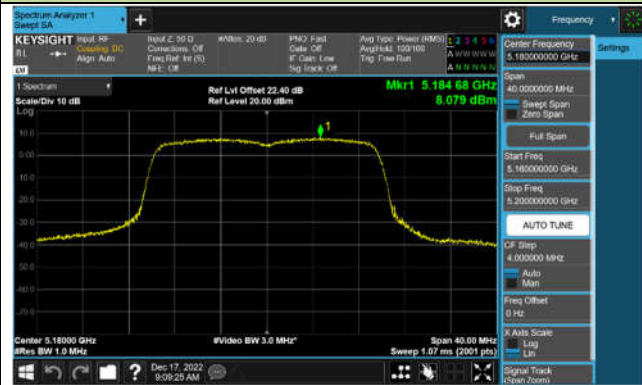 Spectrum Analyzer 1
Swept SA
Frequency
KEYSIGHT Input: RF Input Z: 50 Ω #Atten: 20 dB PNO: Fast Avg Type: Power (RMS) 1 2 3 4 5 6
RL Coupling: DC Corrections: Off Gate: Off Avg|Hold: 100/100 A W W W W W
Align: Auto Freq Ref: Int (S) IF Gain: Low Trig: Free Run
NFE: Off Sig Track: Off A N N N N N
1 Spectrum
Scale/Div 10 dB
Ref Lvl Offset 22.40 dB
Ref Level 20.00 dBm
Mkr1 5.184 68 GHz
8.079 dBm
Log
1
10.0
0.00
-10.0
-20.0
-30.0
-40.0
-50.0
-60.0
-70.0
Center 5.18000 GHz
#Res BW 1.0 MHz
#Video BW 3.0 MHz*
Span 40.00 MHz
Sweep 1.07 ms (2001 pts)
Dec 17, 2022
9:09:25 AM
Center Frequency
5.180000000 GHz
Settings
Span
40.0000000 MHz
Swept Span
Zero Span
Full Span
Start Freq
5.160000000 GHz
Stop Freq
5.200000000 GHz
AUTO TUNE
CF Step
4.000000 MHz
Auto
Man
Freq Offset
0 Hz
X Axis Scale
Log
Lin
Signal Track
(Span Zoom)